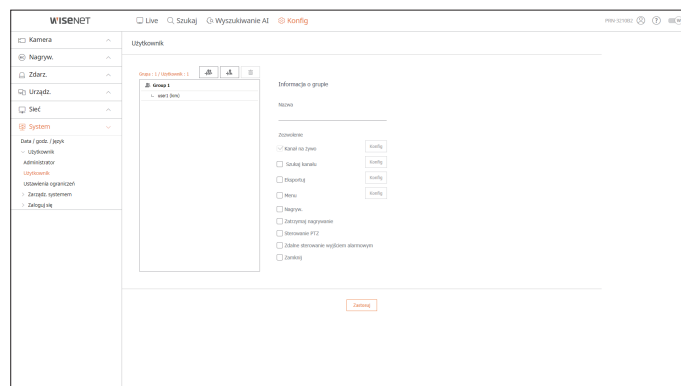 WISENET
Live Szukaj Wyszukiwanie AI Konfig
Kamera
Użytkownik
Nagryw.
Zdarz.
Urządz.
Sieć
System
Data / godz. / język
Użytkownik
Administrator
Użytkownik
Ustawienia ograniczeń
Zarządz. systemem
Zaloguj się
Grupa : 1 / Użytkownik : 1
Group 1
user1 (km)
Informacja o grupie
Nazwa
Zezwolenie
Kanał na żywo Konfig
Szukaj kanału Konfig
Eksportuj Konfig
Menu Konfig
Nagryw.
Zatrzymaj nagrywanie
Sterowanie PTZ
Zdalne sterowanie wyjściem alarmowym
Zamknij
Zastosuj